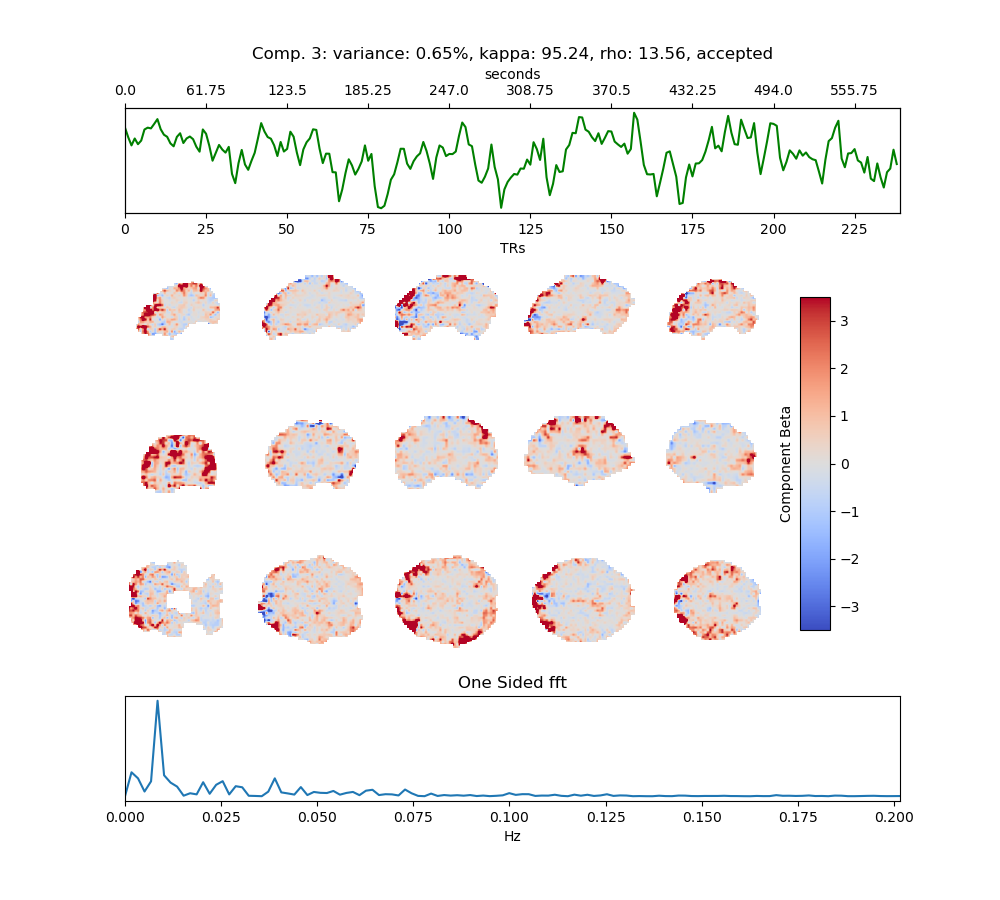 Comp. 3: variance: 0.65%, kappa: 95.24, rho: 13.56, accepted
seconds
0.0 61.75 123.5 185.25 247.0 308.75 370.5 432.25 494.0 555.75
0 25 50 75 100 125 150 175 200 225
TRs
3
2
1
0
−1
−2
−3
Component Beta
One Sided fft
0.000 0.025 0.050 0.075 0.100 0.125 0.150 0.175 0.200
Hz